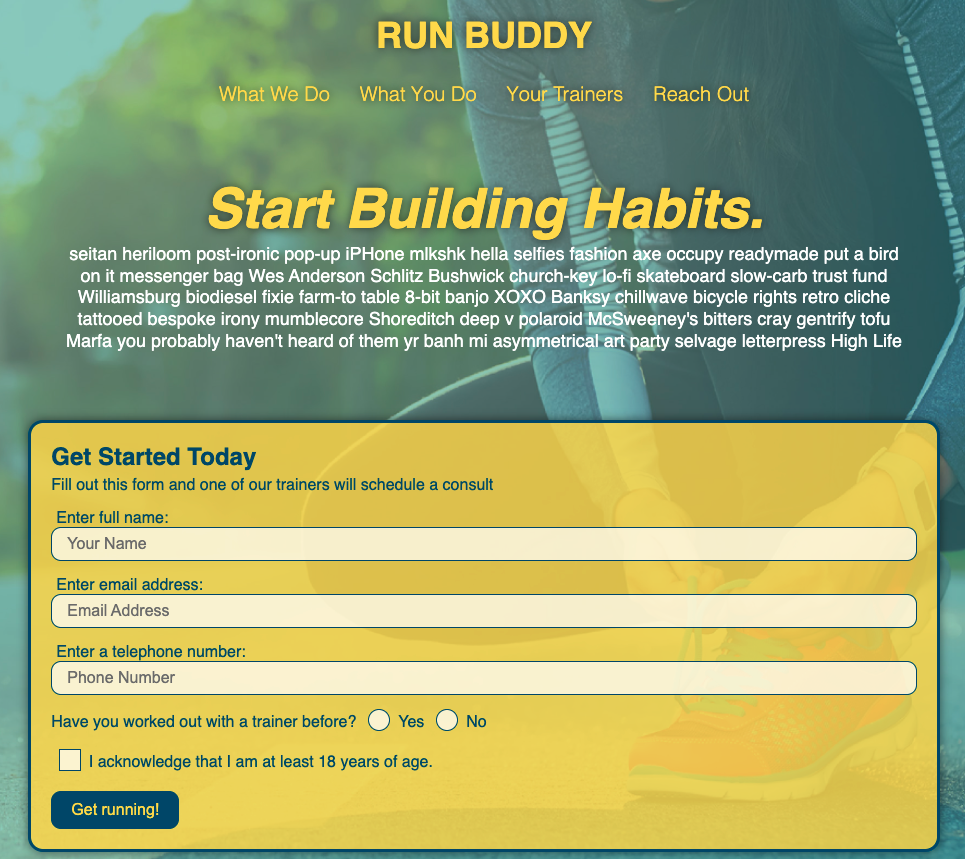 RUN BUDDY
What We Do What You Do Your Trainers Reach Out
Start Building Habits.
seitan heriloom post-ironic pop-up iPHone mlkshk hella selfies fashion axe occupy readymade put a bird
on it messenger bag Wes Anderson Schlitz Bushwick church-key lo-fi skateboard slow-carb trust fund
Williamsburg biodiesel fixie farm-to table 8-bit banjo XOXO Banksy chillwave bicycle rights retro cliche
tattooed bespoke irony mumblecore Shoreditch deep v polaroid McSweeney's bitters cray gentrify tofu
Marfa you probably haven't heard of them yr banh mi asymmetrical art party selvage letterpress High Life
Get Started Today
Fill out this form and one of our trainers will schedule a consult
Enter full name:
Your Name
Enter email address:
Email Address
Enter a telephone number:
Phone Number
Have you worked out with a trainer before? Yes No
I acknowledge that I am at least 18 years of age.
Get running!